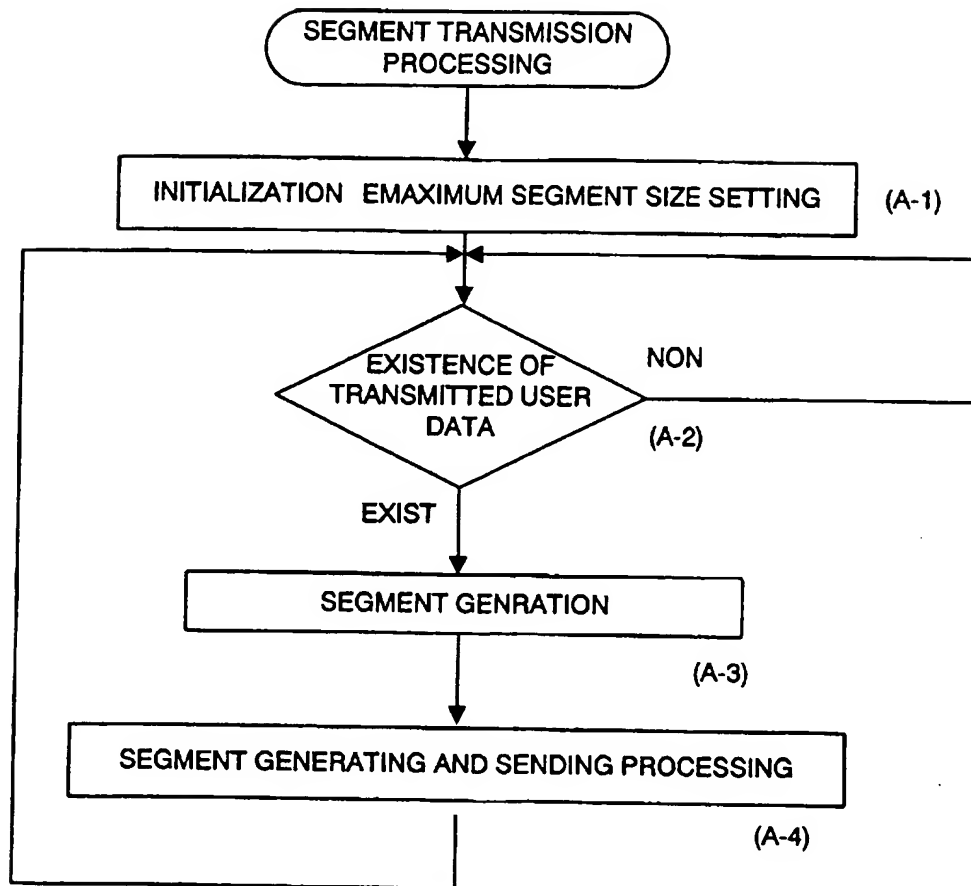 SEGMENT TRANSMISSION
PROCESSING
INITIALIZATION EMAXIMUM SEGMENT SIZE SETTING
(A-1)
EXISTENCE OF
TRANSMITTED USER
DATA
NON
(A-2)
EXIST
SEGMENT GENRATION
(A-3)
SEGMENT GENERATING AND SENDING PROCESSING
(A-4)